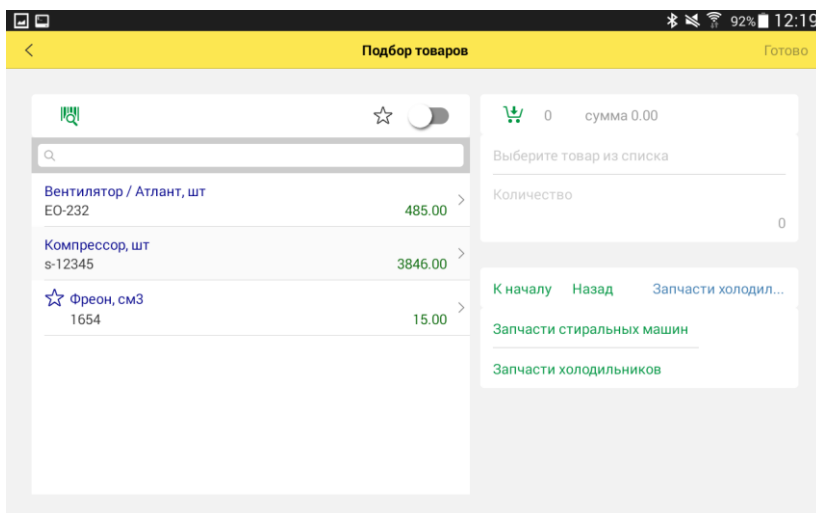 92% 12:19
Подбор товаров
Готово
0 сумма 0.00
Выберите товар из списка
Количество
0
Вентилятор / Атлант, шт
EO-232 485.00
Компрессор, шт
s-12345 3846.00
Фреон, см3
1654 15.00
К началу Назад Запчасти холодил...
Запчасти стиральных машин
Запчасти холодильников